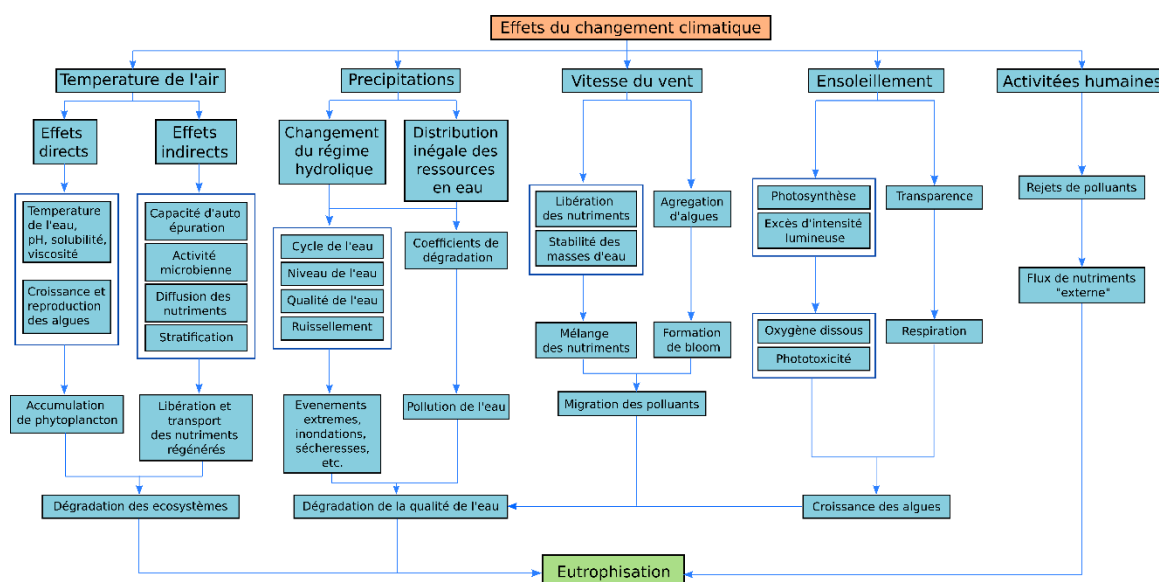 Effets du changement climatique
Temperature de l'air
Precipitations
Vitesse du vent
Ensoleillement
Activitées humaines
Effets
directs
Effets
indirects
Changement
du régime
hydrolique
Distribution
inégale des
ressources
en eau
Temperature
de l'eau,
pH, solubilité,
viscosité
Croissance et
reproduction
des algues
Capacité d'auto
épuration
Activité
microbienne
Diffusion des
nutriments
Stratification
Cycle de l'eau
Niveau de l'eau
Qualité de l'eau
Ruissellement
Coefficients de
dégradation
Libération
des nutriments
Stabilité des
masses d'eau
Agregation
d'algues
Photosynthèse
Excès d'intensité
lumineuse
Transparence
Rejets de polluants
Flux de nutriments
"externe"
Mélange
des nutriments
Formation
de bloom
Oxygène dissous
Phototoxicité
Respiration
Accumulation
de phytoplancton
Libération et
transport
des nutriments
régénérés
Evenements
extremes,
inondations,
sécheresses,
etc.
Pollution de l'eau
Migration des polluants
Dégradation des ecosystèmes
Dégradation de la qualité de l'eau
Croissance des algues
Eutrophisation